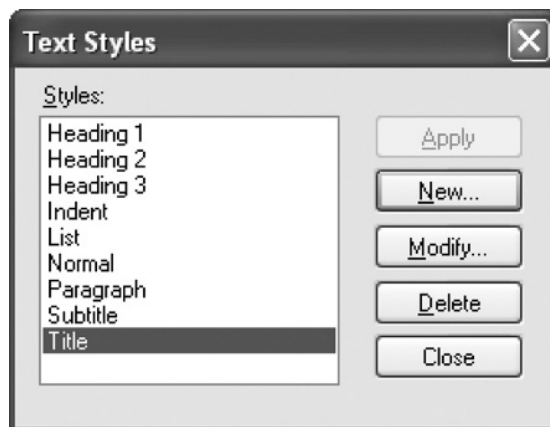 Text Styles
Styles:
Heading 1
Heading 2
Heading 3
Indent
List
Normal
Paragraph
Subtitle
Title
Apply
New...
Modify...
Delete
Close